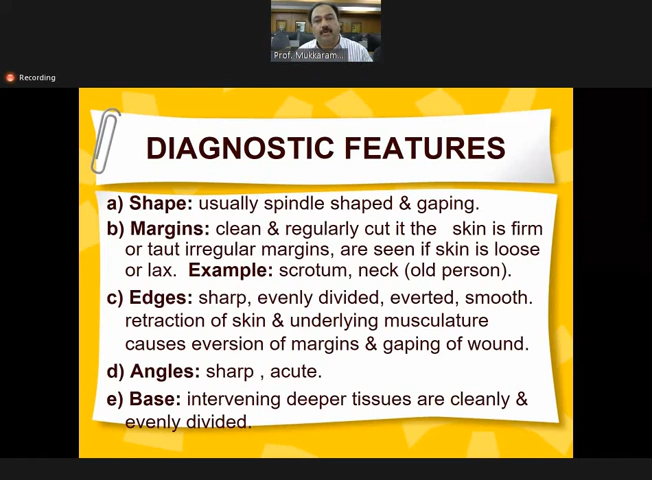 Prof. Mukkaram...
Recording
DIAGNOSTIC FEATURES
a) Shape: usually spindle shaped & gaping.
b) Margins: clean & regularly cut it the skin is firm
or taut irregular margins, are seen if skin is loose
or lax. Example: scrotum, neck (old person).
c) Edges: sharp, evenly divided, everted, smooth.
retraction of skin & underlying musculature
causes eversion of margins & gaping of wound.
d) Angles: sharp , acute.
e) Base: intervening deeper tissues are cleanly &
evenly divided.